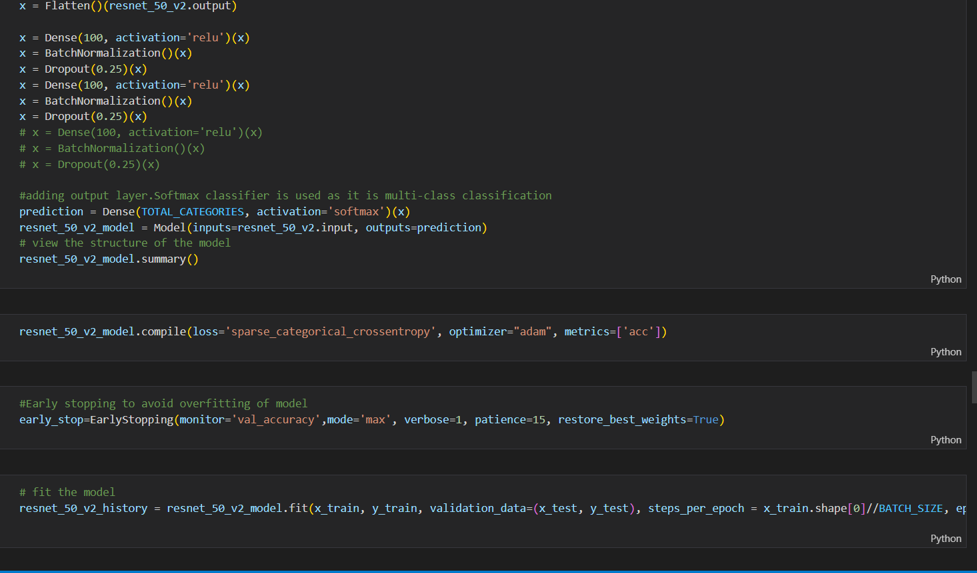 x = Flatten()(resnet_50_v2.output)
x = Dense(100, activation='relu')(x)
x = BatchNormalization()(x)
x = Dropout(0.25)(x)
x = Dense(100, activation='relu')(x)
x = BatchNormalization()(x)
x = Dropout(0.25)(x)
# x = Dense(100, activation='relu')(x)
# x = BatchNormalization()(x)
# x = Dropout(0.25)(x)
#adding output layer.Softmax classifier is used as it is multi-class classification
prediction = Dense(TOTAL_CATEGORIES, activation='softmax')(x)
resnet_50_v2_model = Model(inputs=resnet_50_v2.input, outputs=prediction)
# view the structure of the model
resnet_50_v2_model.summary()
Python
resnet_50_v2_model.compile(loss='sparse_categorical_crossentropy', optimizer="adam", metrics=['acc'])
Python
#Early stopping to avoid overfitting of model
early_stop=EarlyStopping(monitor='val_accuracy',mode='max', verbose=1, patience=15, restore_best_weights=True)
Python
# fit the model
resnet_50_v2_history = resnet_50_v2_model.fit(x_train, y_train, validation_data=(x_test, y_test), steps_per_epoch = x_train.shape[0]//BATCH_SIZE, ep
Python